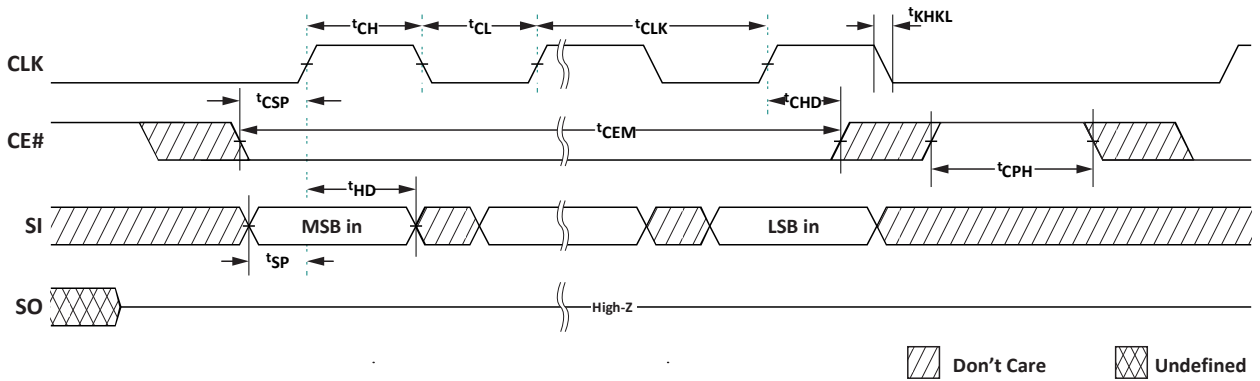 tCH
tCL
tCLK
tKHKL
CLK
tCSP
tCHD
CE#
tCEM
tCPH
tHD
SI
MSB in
LSB in
tSP
SO
High-Z
Don't Care
Undefined